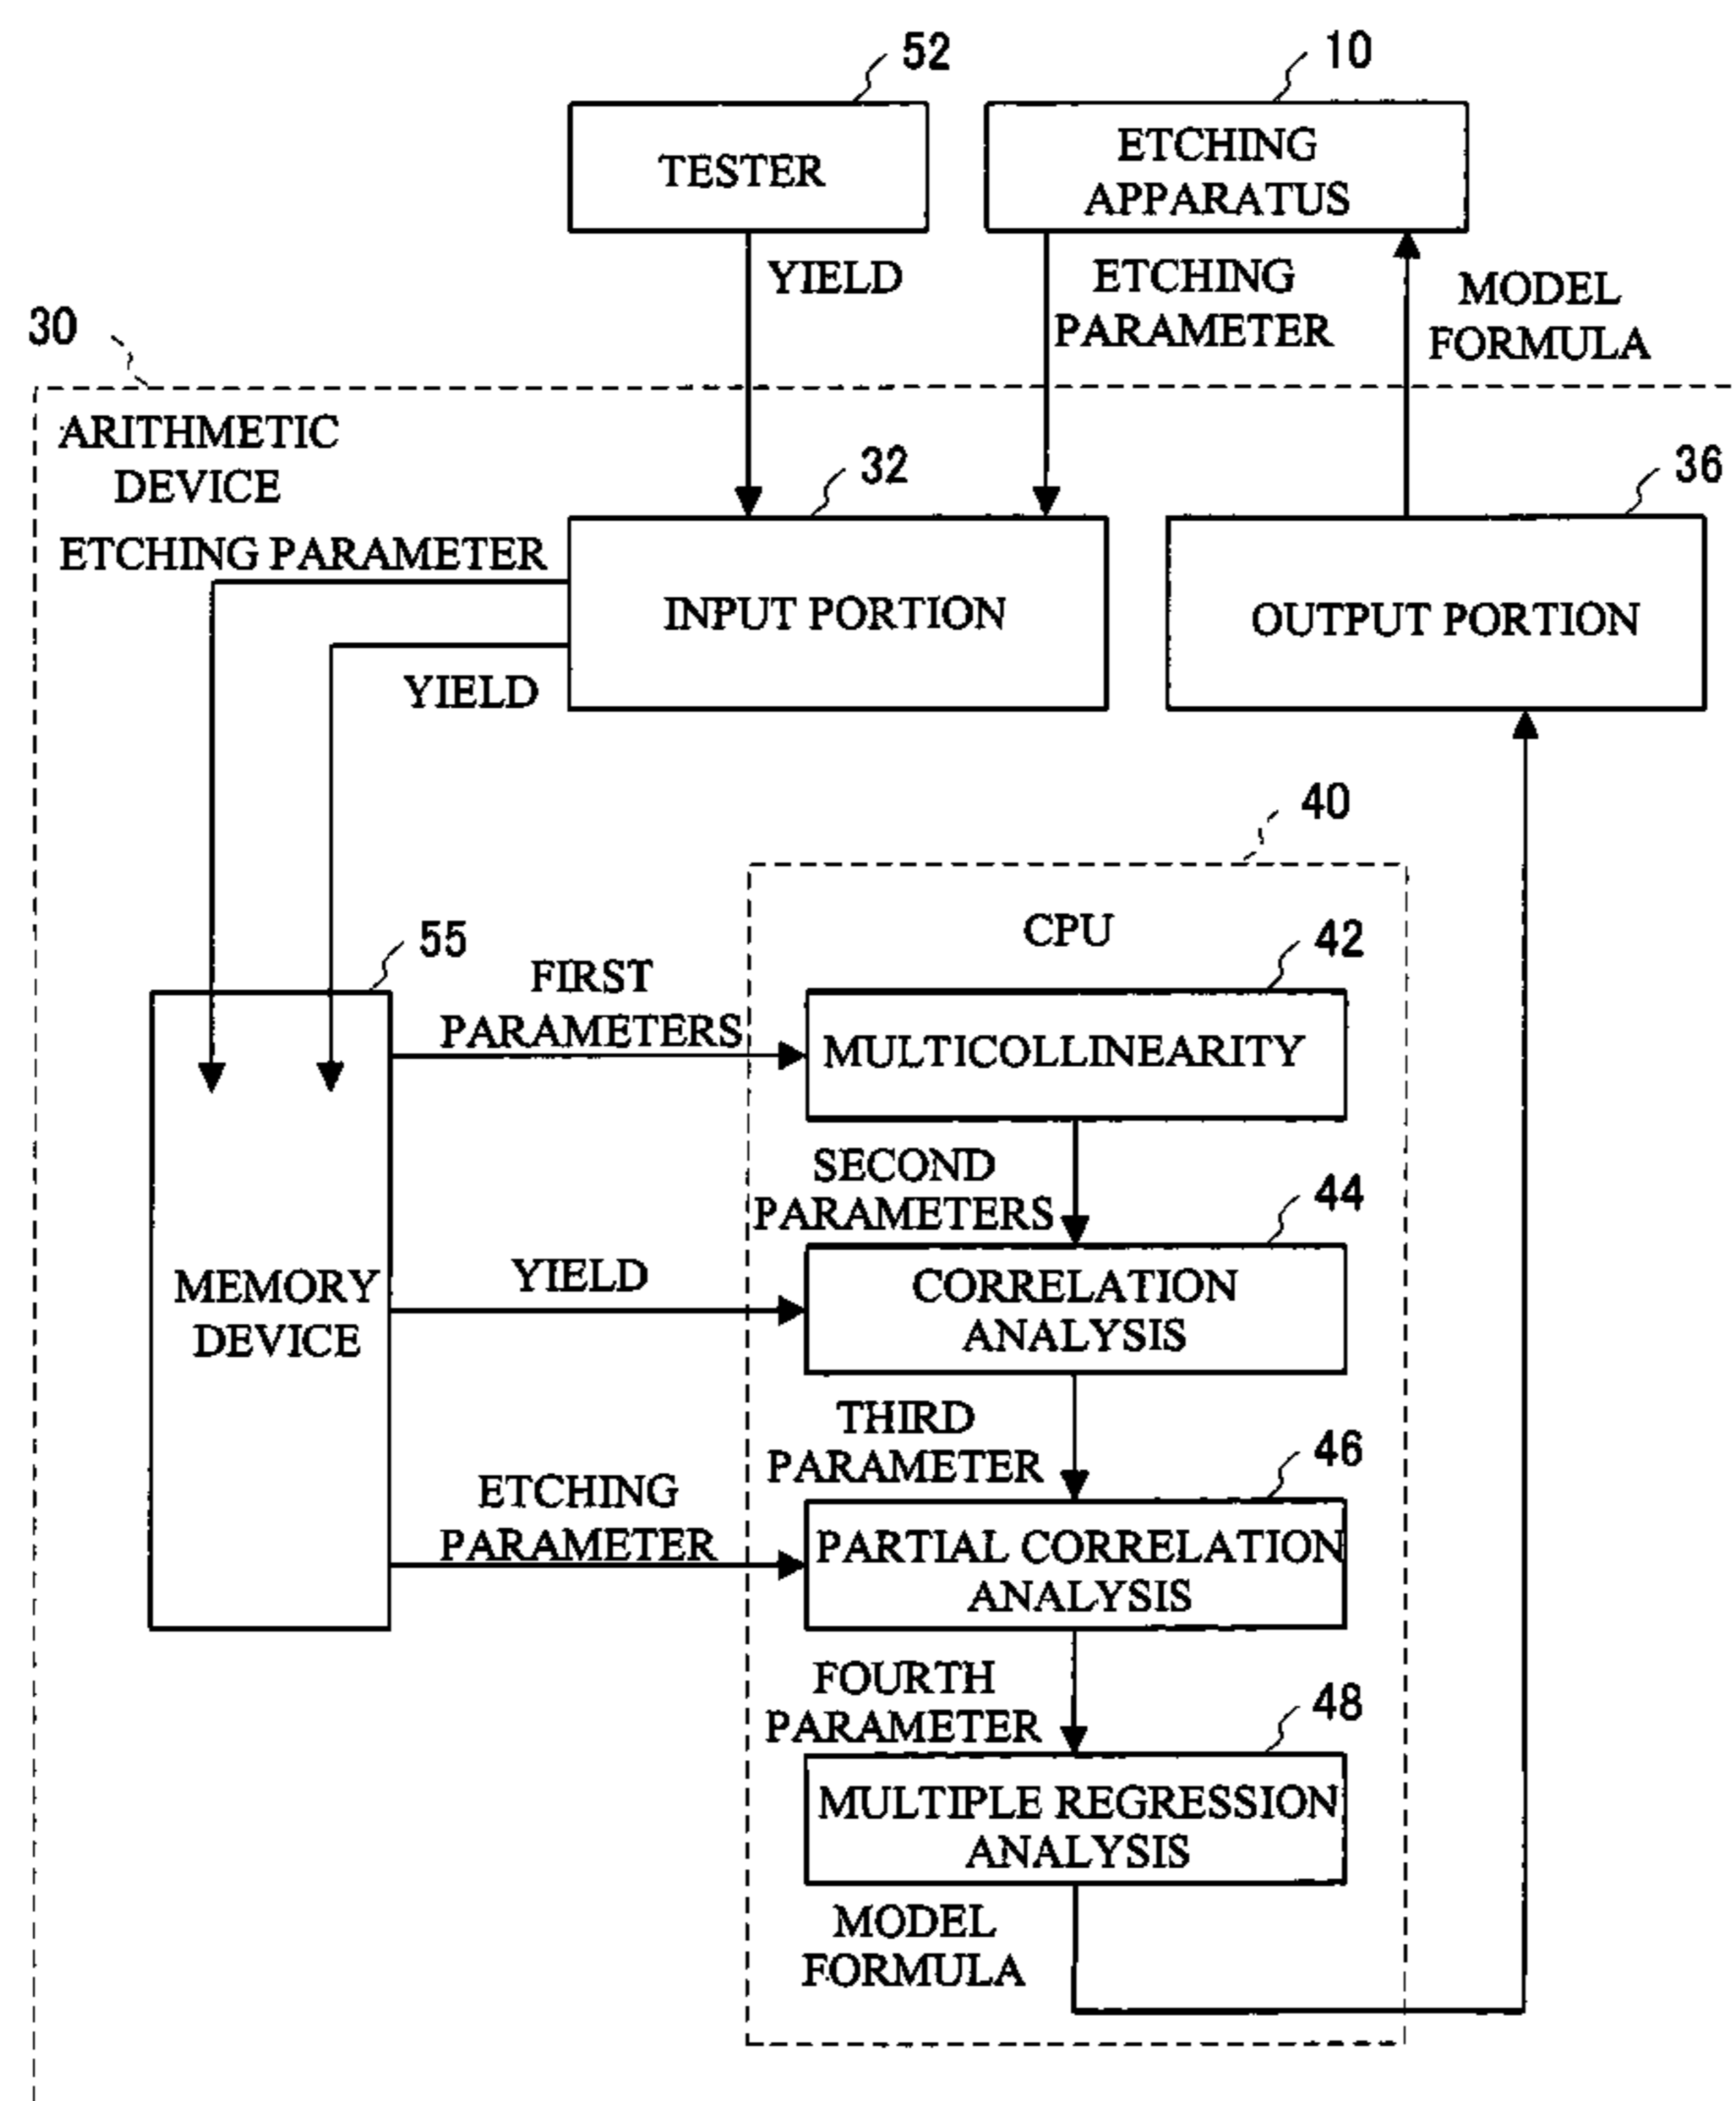 52
10
TESTER
ETCHING
APPARATUS
YIELD
ETCHING
PARAMETER
MODEL
FORMULA
30
ARITHMETIC
DEVICE
32
36
ETCHING PARAMETER
INPUT PORTION
OUTPUT PORTION
YIELD
40
CPU
55
42
FIRST
PARAMETERS
MULTICOLLINEARITY
SECOND
PARAMETERS
44
YIELD
CORRELATION
ANALYSIS
MEMORY
DEVICE
THIRD
PARAMETER
46
ETCHING
PARAMETER
PARTIAL CORRELATION
ANALYSIS
FOURTH
PARAMETER
48
MULTIPLE REGRESSION
ANALYSIS
MODEL
FORMULA